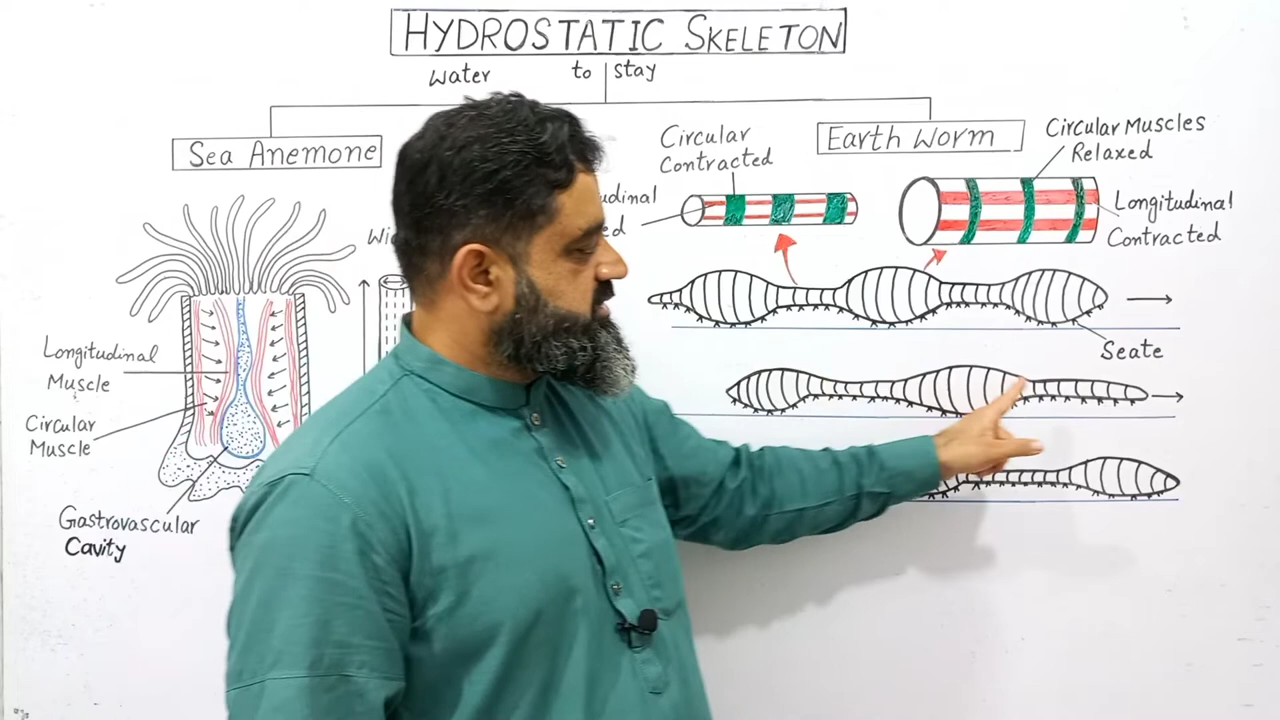 HYDROSTATIC SKELETON
water to stay
Sea Anemone
Earth Worm
Longitudinal
Muscle
Circular
Muscle
Gastrovascular
Cavity
Circular
Contracted
Circular Muscles
Relaxed
Longitudinal
Contracted
Seate